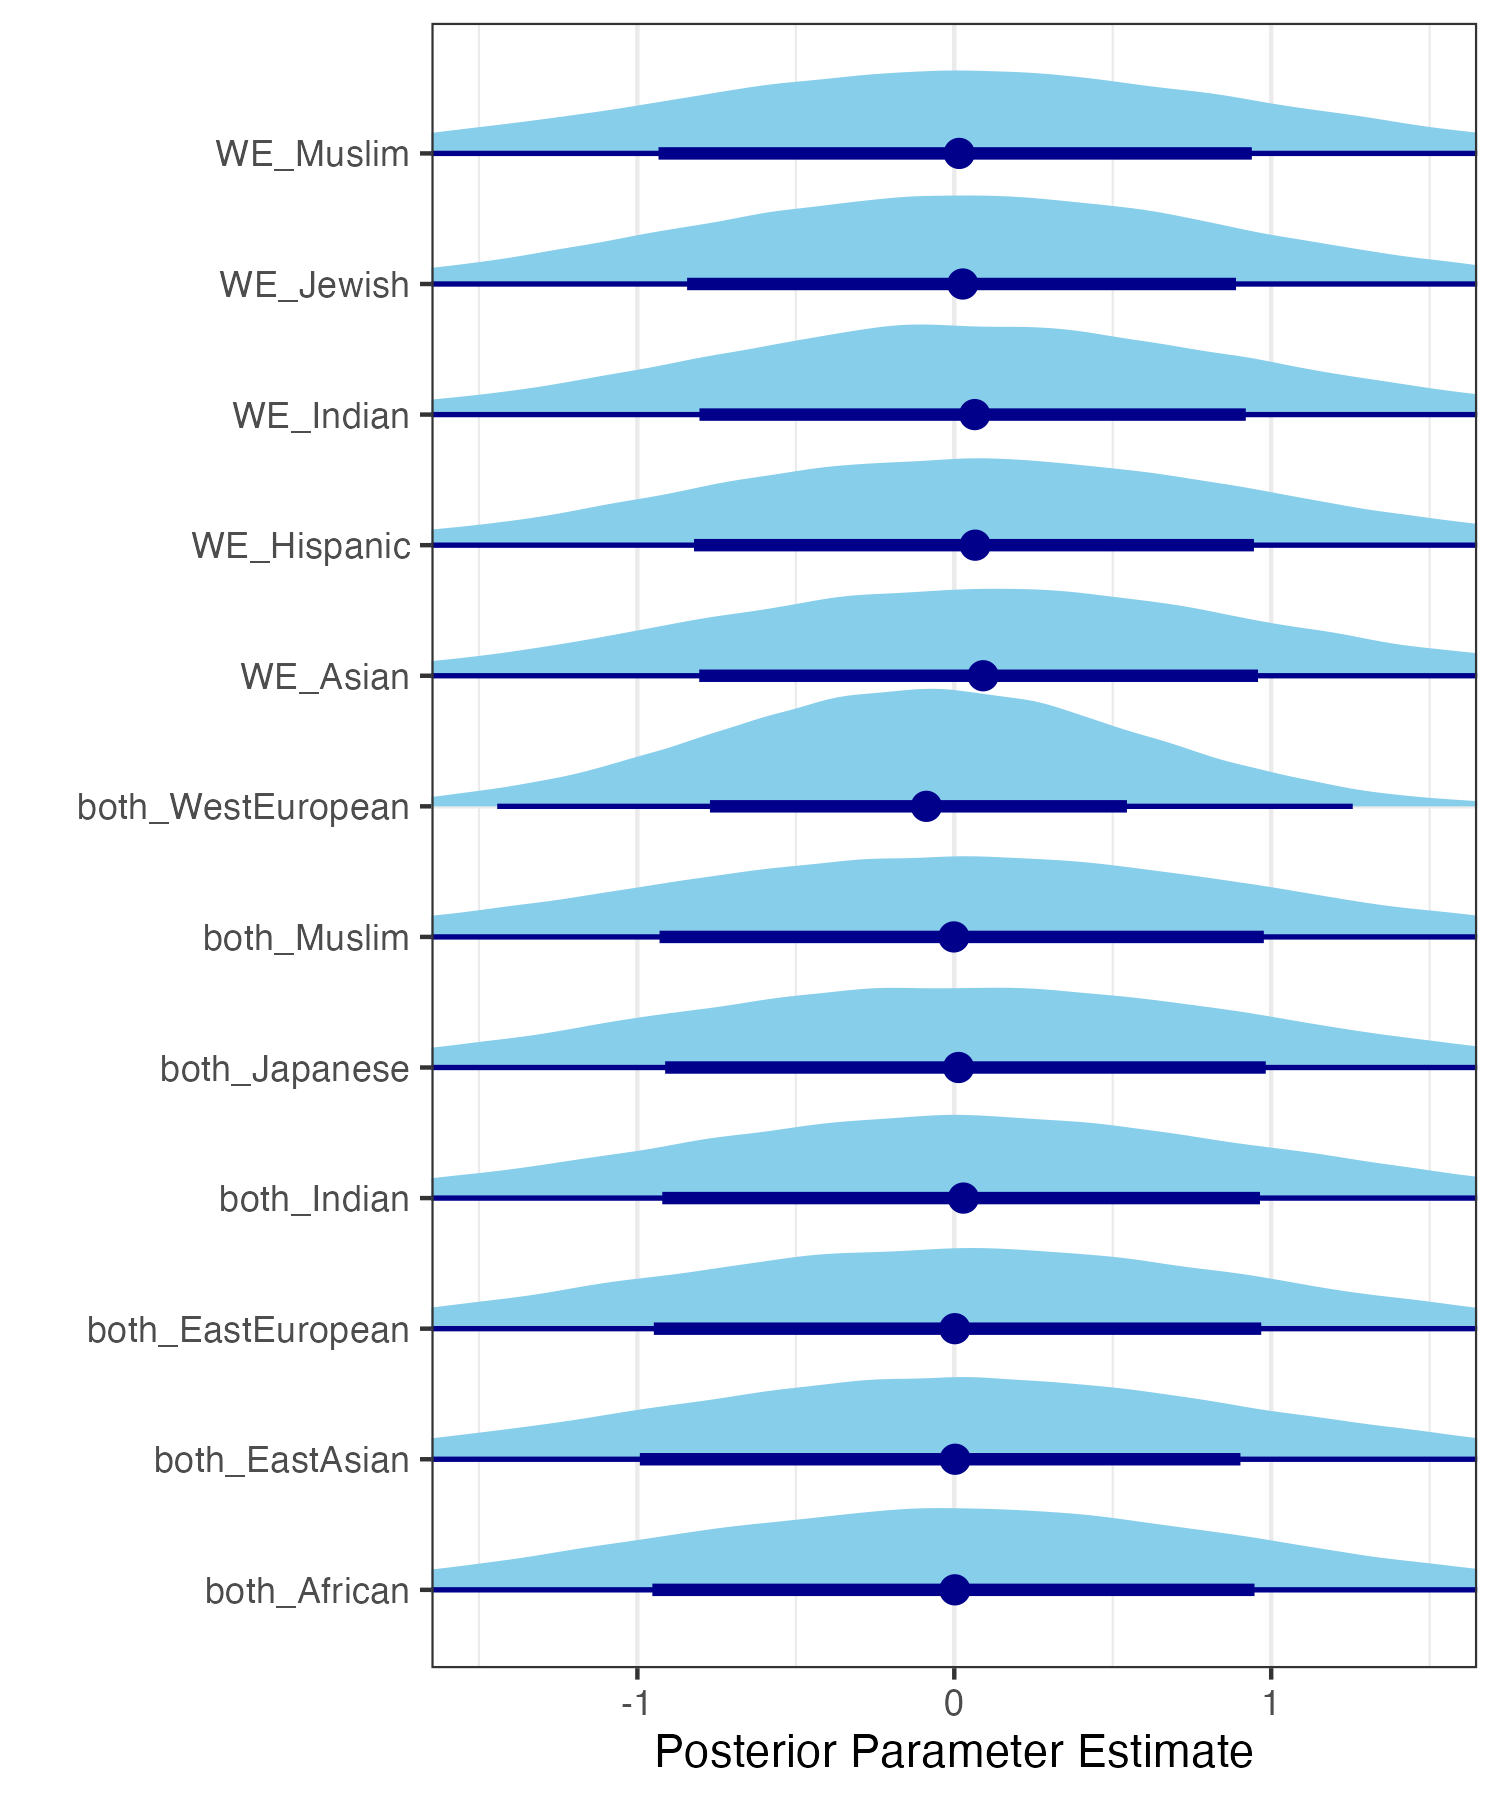 WE_Muslim
WE_Jewish
WE_Indian
WE_Hispanic
WE_Asian
both_WestEuropean
both_Muslim
both_Japanese
both_Indian
both_EastEuropean
both_EastAsian
both_African
-1 0 1
Posterior Parameter Estimate